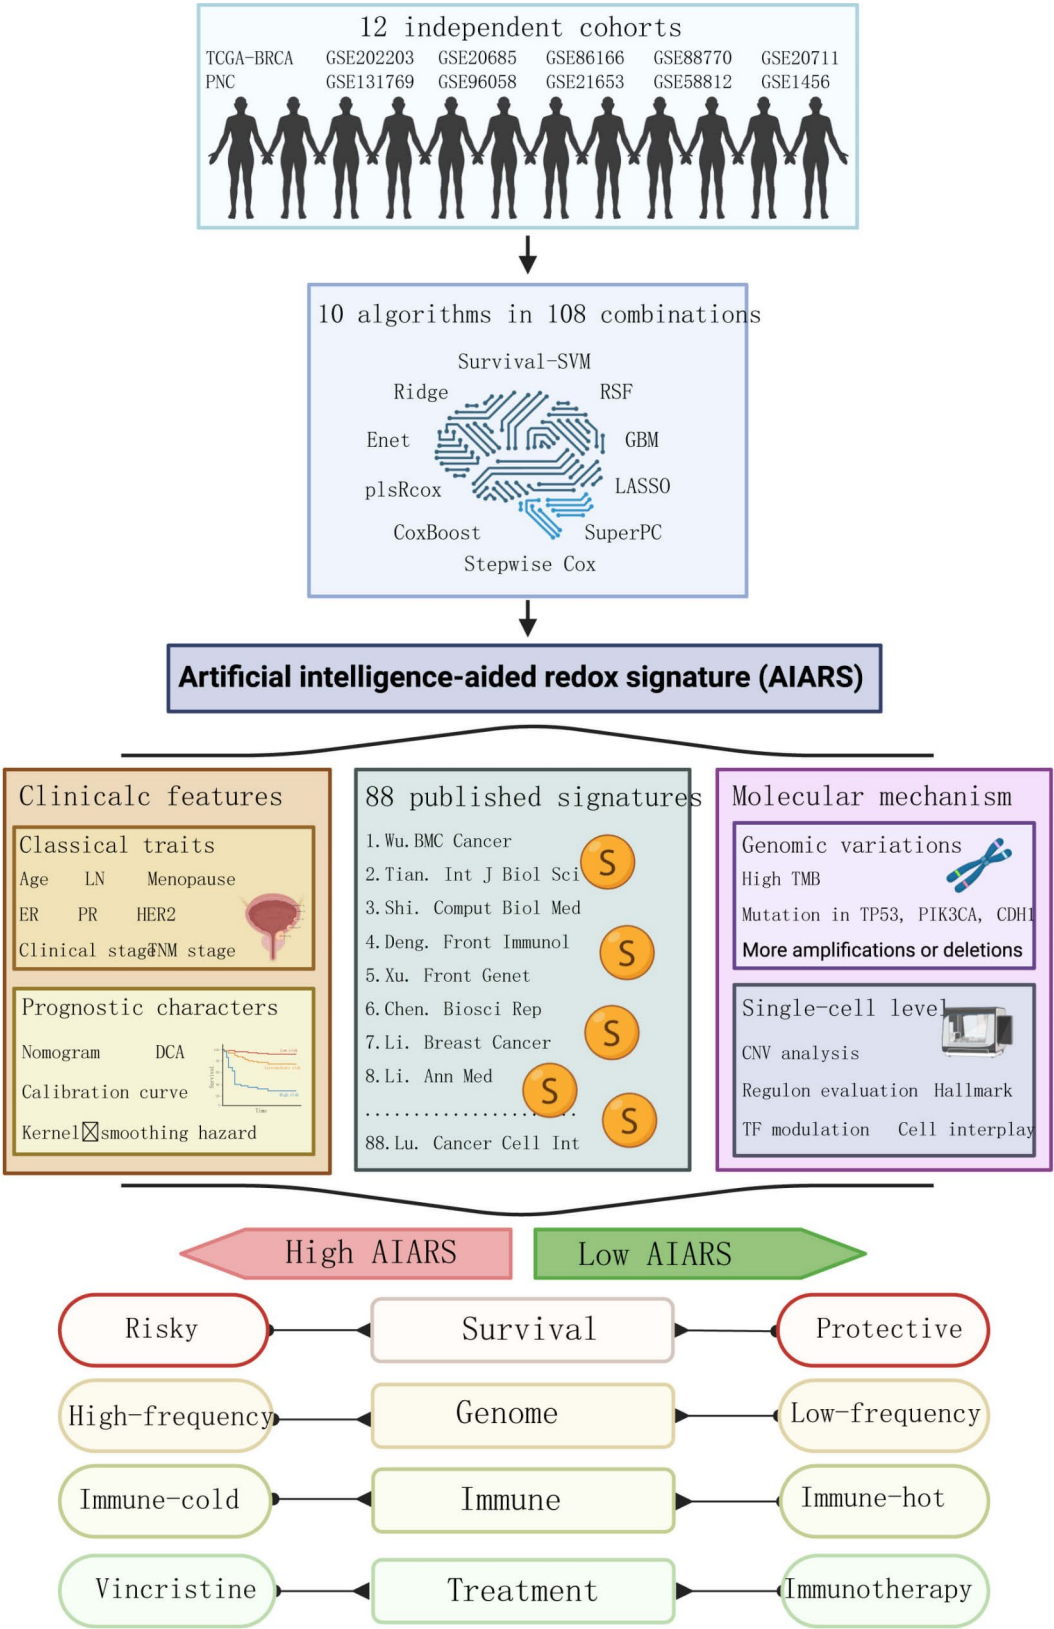 12 independent cohorts
TCGA-BRCA GSE202203 GSE20685 GSE86166 GSE88770 GSE20711
PNC GSE131769 GSE96058 GSE21653 GSE58812 GSE1456
10 algorithms in 108 combinations
Survival-SVM
Ridge RSF
Enet GBM
plsRcox LASSO
CoxBoost SuperPC
Stepwise Cox
Artificial intelligence-aided redox signature (AIARS)
Clinicalc features
Classical traits
Age LN Menopause
ER PR HER2
Clinical stage TNM stage
Prognostic characters
Nomogram DCA
Calibration curve
Kernel☒smoothing hazard
Survival
Time
Low risk
High risk
88 published signatures
1. Wu. BMC Cancer
2. Tian. Int J Biol Sci
3. Shi. Comput Biol Med
4. Deng. Front Immunol
5. Xu. Front Genet
6. Chen. Biosci Rep
7. Li. Breast Cancer
8. Li. Ann Med
......................
88. Lu. Cancer Cell Int
S
S
S
S
S
Molecular mechanism
Genomic variations
High TMB
Mutation in TP53, PIK3CA, CDH1
More amplifications or deletions
Single-cell level
CNV analysis
Regulon evaluation Hallmark
TF modulation Cell interplay
High AIARS Low AIARS
Risky Survival Protective
High-frequency Genome Low-frequency
Immune-cold Immune Immune-hot
Vincristine Treatment Immunotherapy